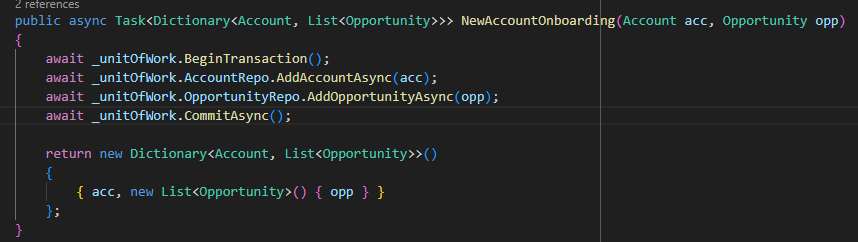 2 references
public async Task<Dictionary<Account, List<Opportunity>>> NewAccountOnboarding(Account acc, Opportunity opp)
{
    await _unitOfWork.BeginTransaction();
    await _unitOfWork.AccountRepo.AddAccountAsync(acc);
    await _unitOfWork.OpportunityRepo.AddOpportunityAsync(opp);
    await _unitOfWork.CommitAsync();

    return new Dictionary<Account, List<Opportunity>>()
    {
        { acc, new List<Opportunity>() { opp } }
    };
}